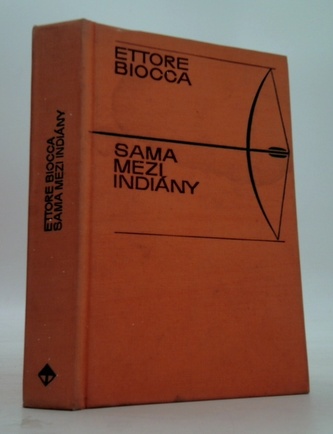 ETTORE
BIOCCA
SAMA
MEZI
INDIÁNY
ETTORE BIOCCA
SAMA MEZI INDIÁNY